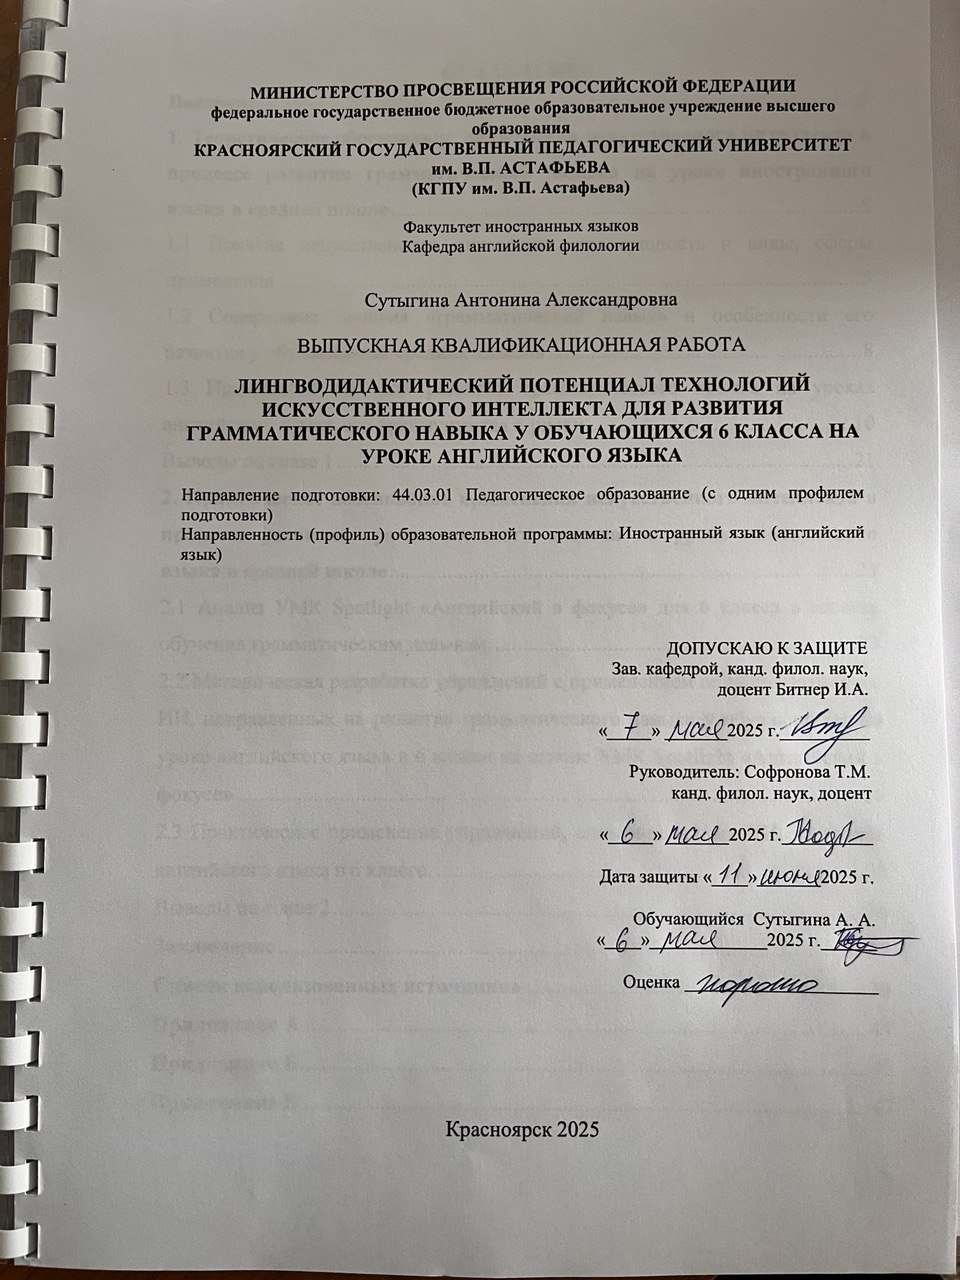 МИНИСТЕРСТВО ПРОСВЕЩЕНИЯ РОССИЙСКОЙ ФЕДЕРАЦИИ
федеральное государственное бюджетное образовательное учреждение высшего
образования
КРАСНОЯРСКИЙ ГОСУДАРСТВЕННЫЙ ПЕДАГОГИЧЕСКИЙ УНИВЕРСИТЕТ
им. В.П. АСТАФЬЕВА
(КГПУ им. В.П. Астафьева)
Факультет иностранных языков
Кафедра английской филологии
Сутыгина Антонина Александровна
ВЫПУСКНАЯ КВАЛИФИКАЦИОННАЯ РАБОТА
ЛИНГВОДИДАКТИЧЕСКИЙ ПОТЕНЦИАЛ ТЕХНОЛОГИЙ
ИСКУССТВЕННОГО ИНТЕЛЛЕКТА ДЛЯ РАЗВИТИЯ
ГРАММАТИЧЕСКОГО НАВЫКА У ОБУЧАЮЩИХСЯ 6 КЛАССА НА
УРОКЕ АНГЛИЙСКОГО ЯЗЫКА
Направление подготовки: 44.03.01 Педагогическое образование (с одним профилем
подготовки)
Направленность (профиль) образовательной программы: Иностранный язык (английский
язык)
ДОПУСКАЮ К ЗАЩИТЕ
Зав. кафедрой, канд. филол. наук,
доцент Битнер И.А.
«7» мая 2025 г.
Руководитель: Софронова Т.М.
канд. филол. наук, доцент
«6» мая 2025 г.
Дата защиты «11» июня 2025 г.
Обучающийся Сутыгина А. А.
«6» мая 2025 г.
Оценка хорошо
Красноярск 2025